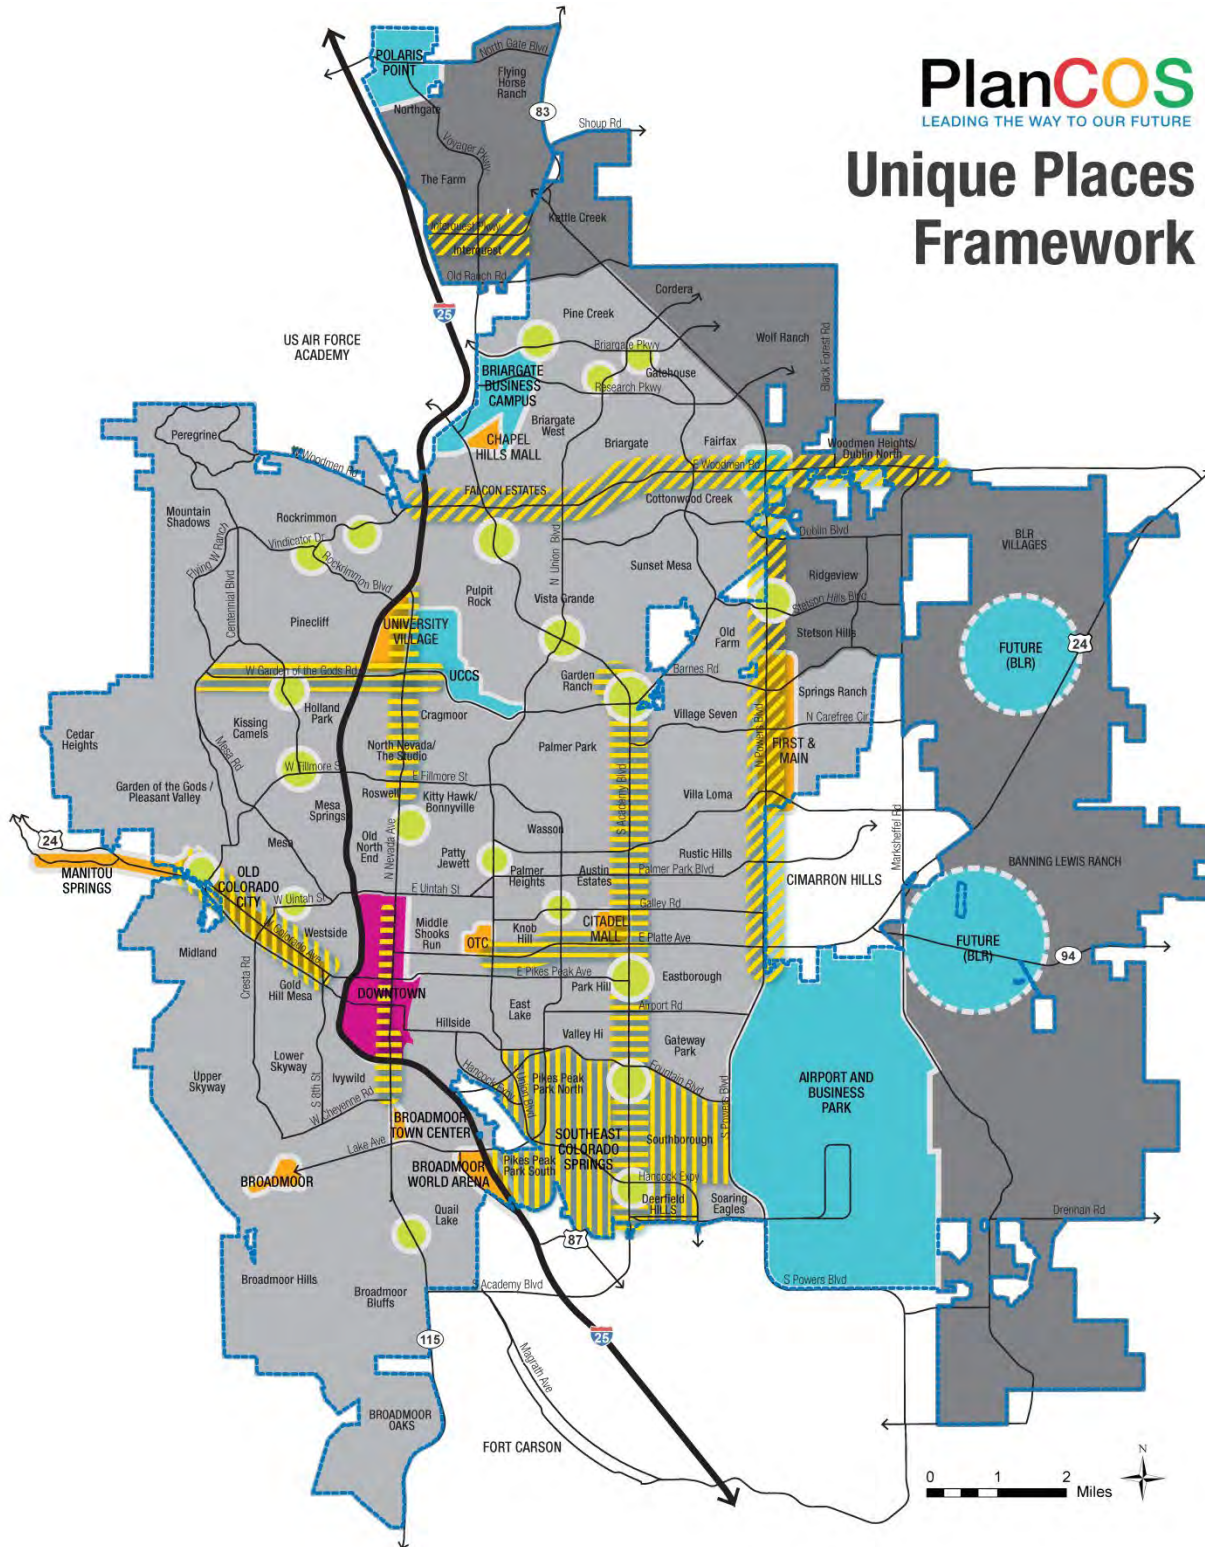 PlanCOS
LEADING THE WAY TO OUR FUTURE
Unique Places
Framework
POLARIS
POINT
North Gate Blvd
Flying
Horse
Ranch
Northgate
83
Shoup Rd
Voyager Pkwy
The Farm
Kettle Creek
Interquest Pkwy
Interquest
Old Ranch Rd
Cordera
25
Pine Creek
US AIR FORCE
ACADEMY
Briargate Pkwy
Wolf Ranch
Black Forest Rd
BRIARGATE
BUSINESS
CAMPUS
Gatehouse
Research Pkwy
Briargate
West
CHAPEL
HILLS MALL
Briargate
Fairfax
Woodmen Heights/
Dublin North
Peregrine
W Woodmen Rd
E Woodmen Rd
FALCON ESTATES
Cottonwood Creek
Mountain
Shadows
Rockrimmon
Vindicator Dr
Rockrimmon Blvd
Flying W Ranch
Centennial Blvd
N Union Blvd
Dublin Blvd
BLR
VILLAGES
Sunset Mesa
Ridgeview
Pulpit
Rock
Vista Grande
Stetson Hills Blvd
Pinecliff
UNIVERSITY
VILLAGE
Old
Farm
Stetson Hills
FUTURE
(BLR)
24
W Garden of the Gods Rd
UCCS
Garden
Ranch
Barnes Rd
Springs Ranch
Holland
Park
Kissing
Camels
Cragmoor
Village Seven
N Carefree Cir
Cedar
Heights
Mesa Rd
North Nevada/
The Studio
Palmer Park
N Powers Blvd
FIRST &
MAIN
W Fillmore St
E Fillmore St
Garden of the Gods /
Pleasant Valley
Mesa
Springs
Roswell
Kitty Hawk/
Bonnyville
S Academy Blvd
Villa Loma
Marksheffel Rd
24
Mesa
Old
North
End
N Nevada Ave
Wasson
Patty
Jewett
Rustic Hills
MANITOU
SPRINGS
OLD
COLORADO
CITY
Palmer
Heights
Austin
Estates
Palmer Park Blvd
CIMARRON HILLS
BANNING LEWIS RANCH
W Uintah St
E Uintah St
Galley Rd
Westside
W Colorado Ave
Middle
Shooks
Run
OTC
Knob
Hill
CITADEL
MALL
E Platte Ave
FUTURE
(BLR)
94
Midland
Cresta Rd
Gold
Hill Mesa
DOWNTOWN
E Pikes Peak Ave
Park Hill
Eastborough
East
Lake
Airport Rd
Hillside
Valley Hi
Gateway
Park
Upper
Skyway
Lower
Skyway
S 8th St
Ivywild
W Cheyenne Rd
Hancock Expy
Union Blvd
Pikes Peak
Park North
Fountain Blvd
S Powers Blvd
AIRPORT AND
BUSINESS
PARK
BROADMOOR
TOWN CENTER
SOUTHEAST
COLORADO
SPRINGS
Southborough
Lake Ave
BROADMOOR
BROADMOOR
WORLD ARENA
Pikes Peak
Park South
Hancock Expy
Deerfield
HILLS
Soaring
Eagles
Quail
Lake
Drennan Rd
87
Broadmoor Hills
Broadmoor
Bluffs
S Academy Blvd
S Powers Blvd
115
25
Magrath Ave
BROADMOOR
OAKS
FORT CARSON
N
0 1 2
Miles